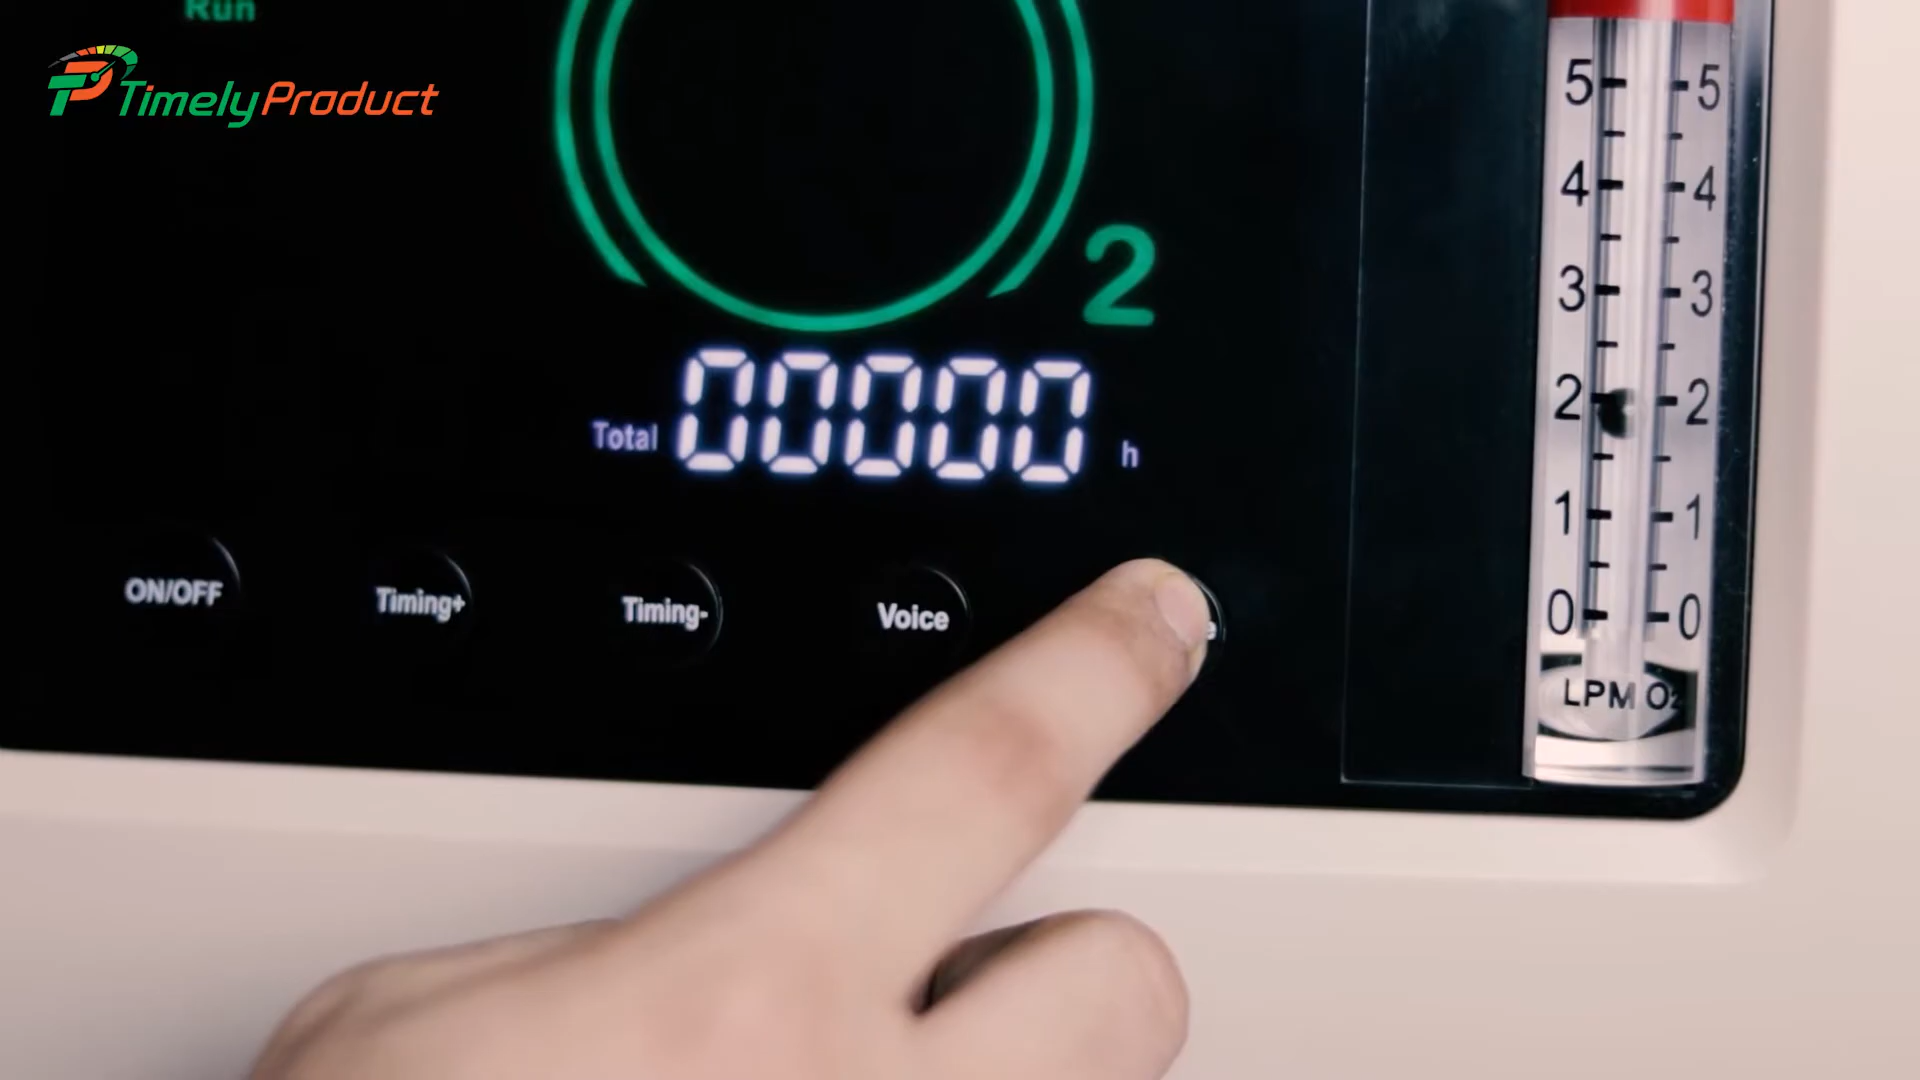 Run
TimelyProduct
2
Total 00000 h
ON/OFF Timing+ Timing- Voice
5 5
4 4
3 3
2 2
1 1
0 0
LPM O2